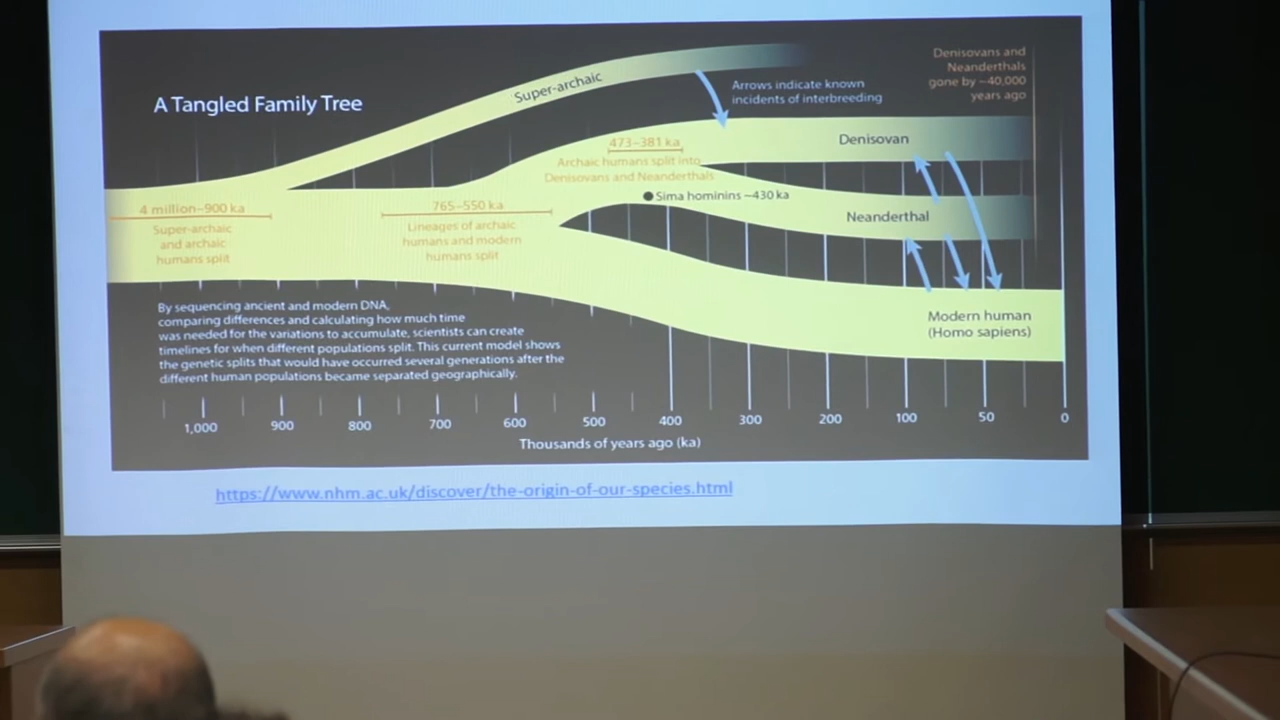 A Tangled Family Tree
Super-archaic
Arrows indicate known
incidents of interbreeding
Denisovans and
Neanderthals
gone by ~40,000
years ago
473–381 ka
Archaic humans split into
Denisovans and Neanderthals
Denisovan
Sima hominins ~430 ka
Neanderthal
4 million–900 ka
Super-archaic
and archaic
humans split
765–550 ka
Lineages of archaic
humans and modern
humans split
Modern human
(Homo sapiens)
By sequencing ancient and modern DNA,
comparing differences and calculating how much time
was needed for the variations to accumulate, scientists can create
timelines for when different populations split. This current model shows
the genetic splits that would have occurred several generations after the
different human populations became separated geographically.
1,000 900 800 700 600 500 400 300 200 100 50 0
Thousands of years ago (ka)
https://www.nhm.ac.uk/discover/the-origin-of-our-species.html